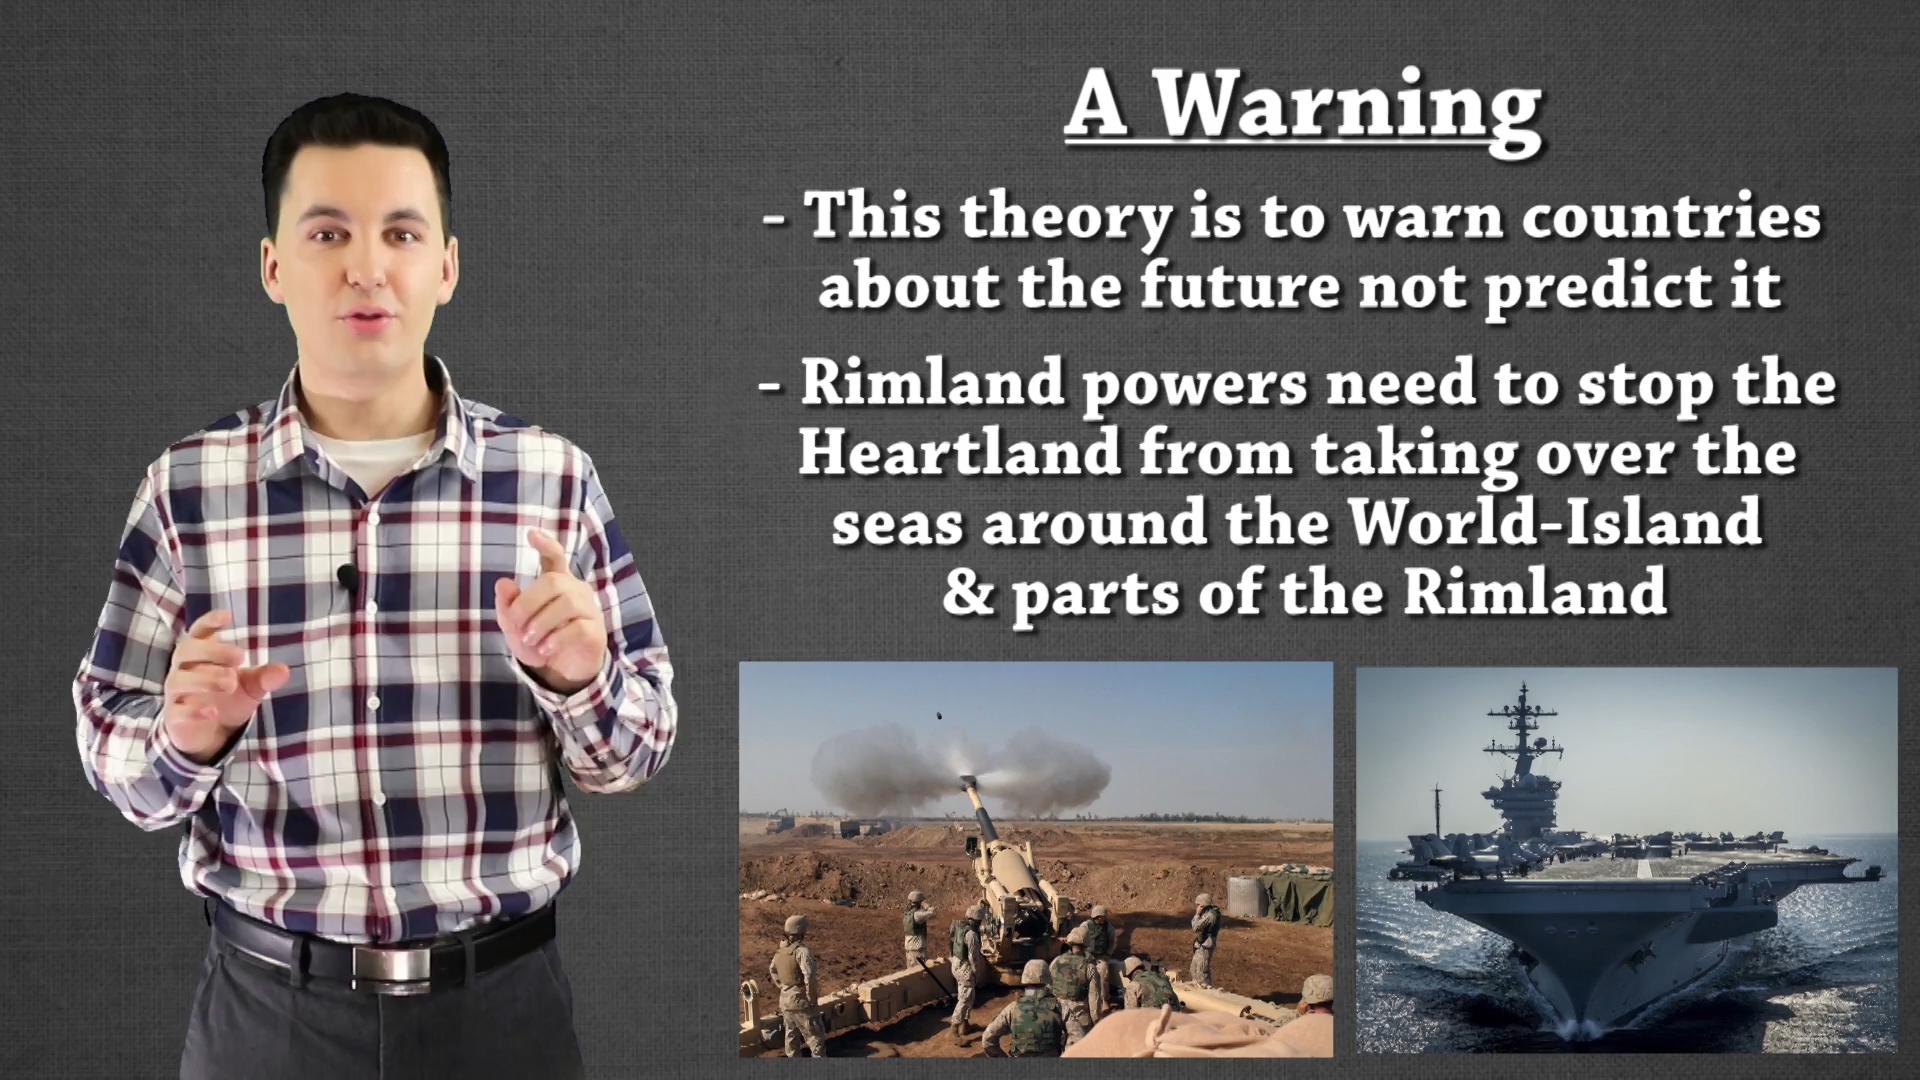 A Warning
- This theory is to warn countries
about the future not predict it
- Rimland powers need to stop the
Heartland from taking over the
seas around the World-Island
& parts of the Rimland